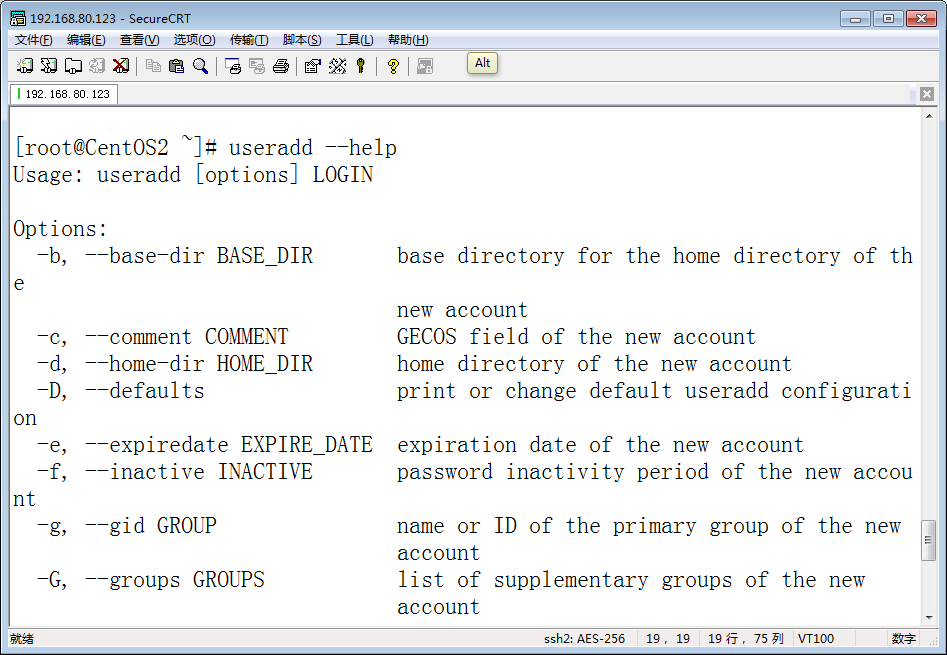 192.168.80.123 - SecureCRT
文件(F) 编辑(E) 查看(V) 选项(O) 传输(T) 脚本(S) 工具(L) 帮助(H)
Alt
192.168.80.123
[root@CentOS2 ~]# useradd --help
Usage: useradd [options] LOGIN
Options:
-b, --base-dir BASE_DIR base directory for the home directory of th
e
new account
-c, --comment COMMENT GECOS field of the new account
-d, --home-dir HOME_DIR home directory of the new account
-D, --defaults print or change default useradd configurati
on
-e, --expiredate EXPIRE_DATE expiration date of the new account
-f, --inactive INACTIVE password inactivity period of the new accou
nt
-g, --gid GROUP name or ID of the primary group of the new
account
-G, --groups GROUPS list of supplementary groups of the new
account
就绪 ssh2: AES-256 19, 19 19 行, 75 列 VT100 数字